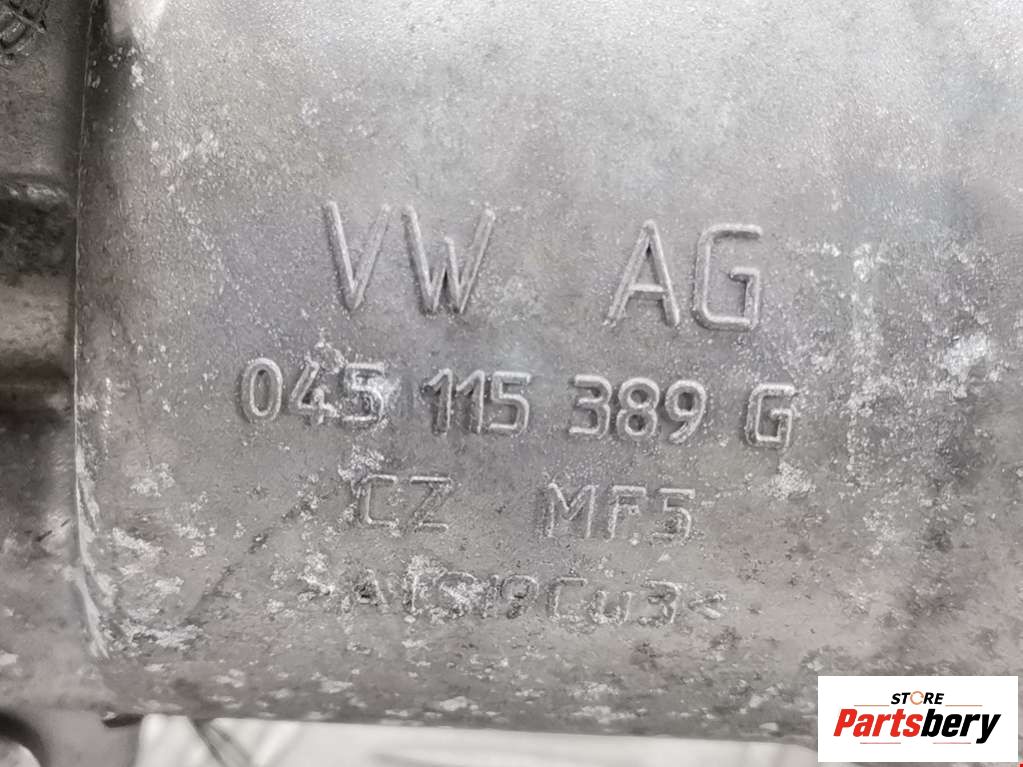 VW AG
045 115 389 G
CZ MF5
>AlSi9Cu3<
STORE
Partsbery